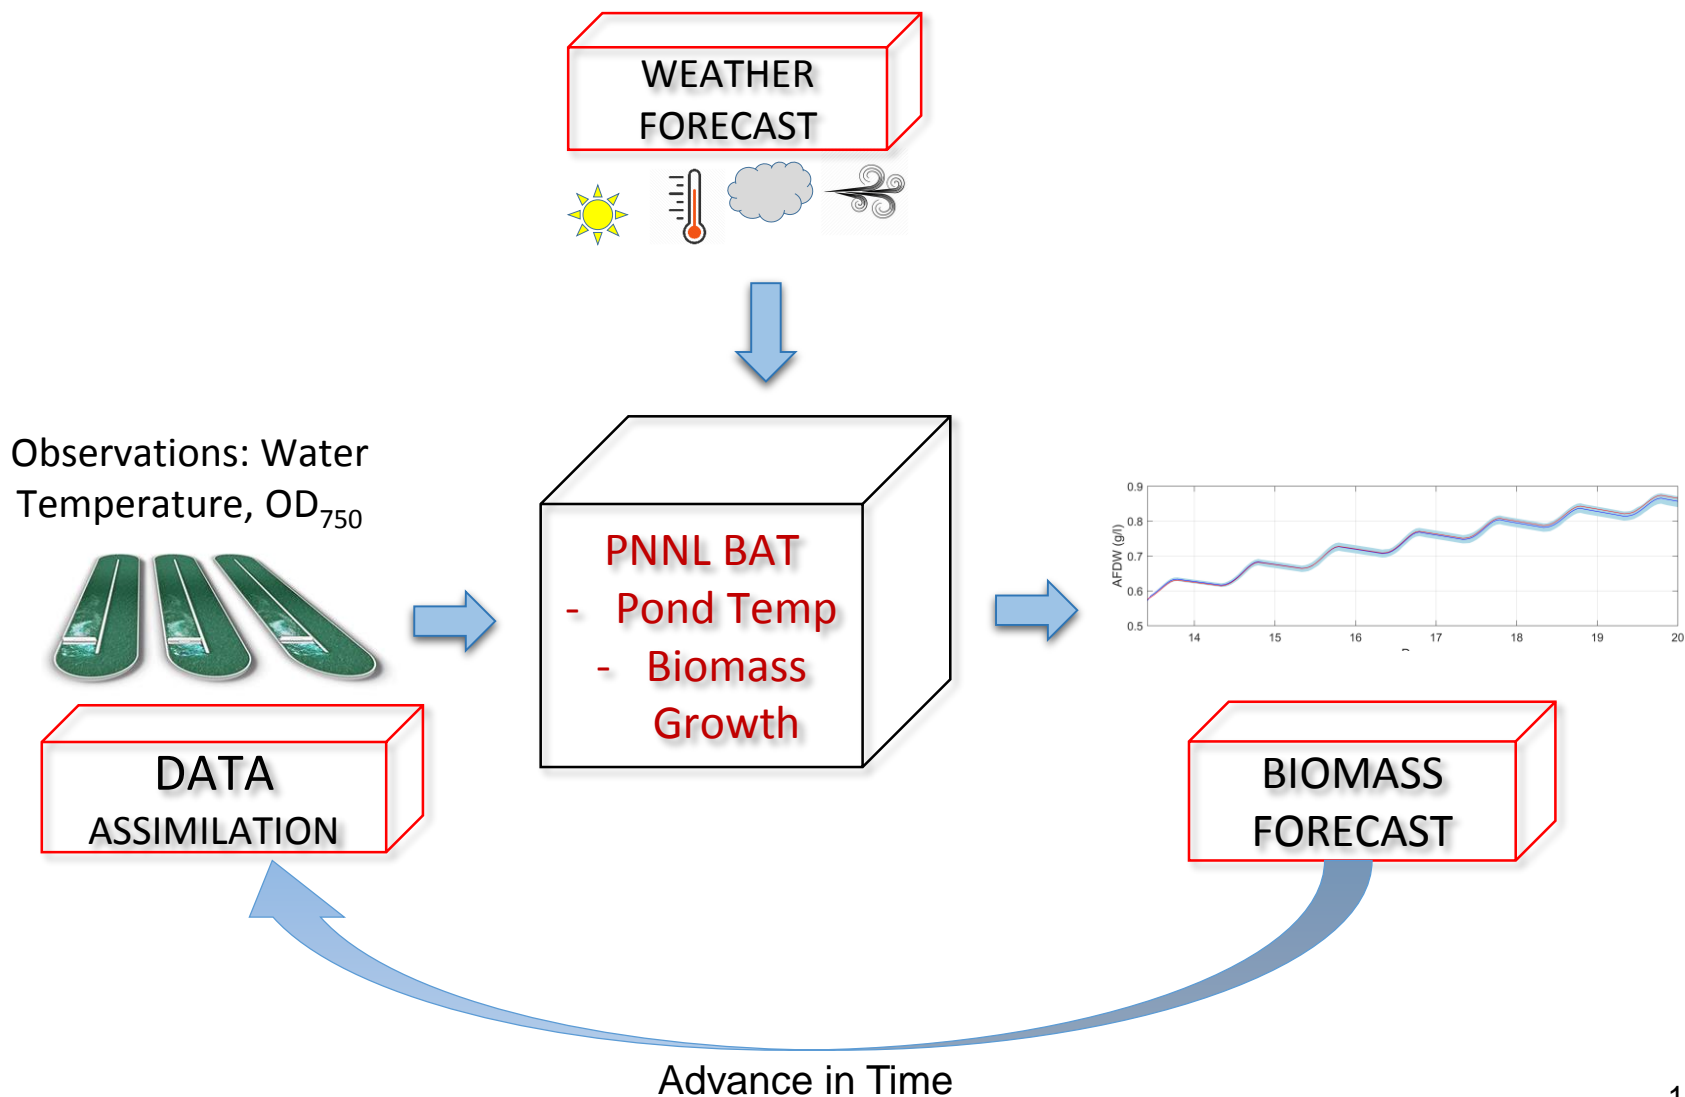 WEATHER
FORECAST
Observations: Water
Temperature, OD750
PNNL BAT
- Pond Temp
- Biomass
Growth
DATA
ASSIMILATION
0.9
0.8
0.7
0.6
0.5
AFDW (g/l)
14 15 16 17 18 19 20
BIOMASS
FORECAST
Advance in Time
1